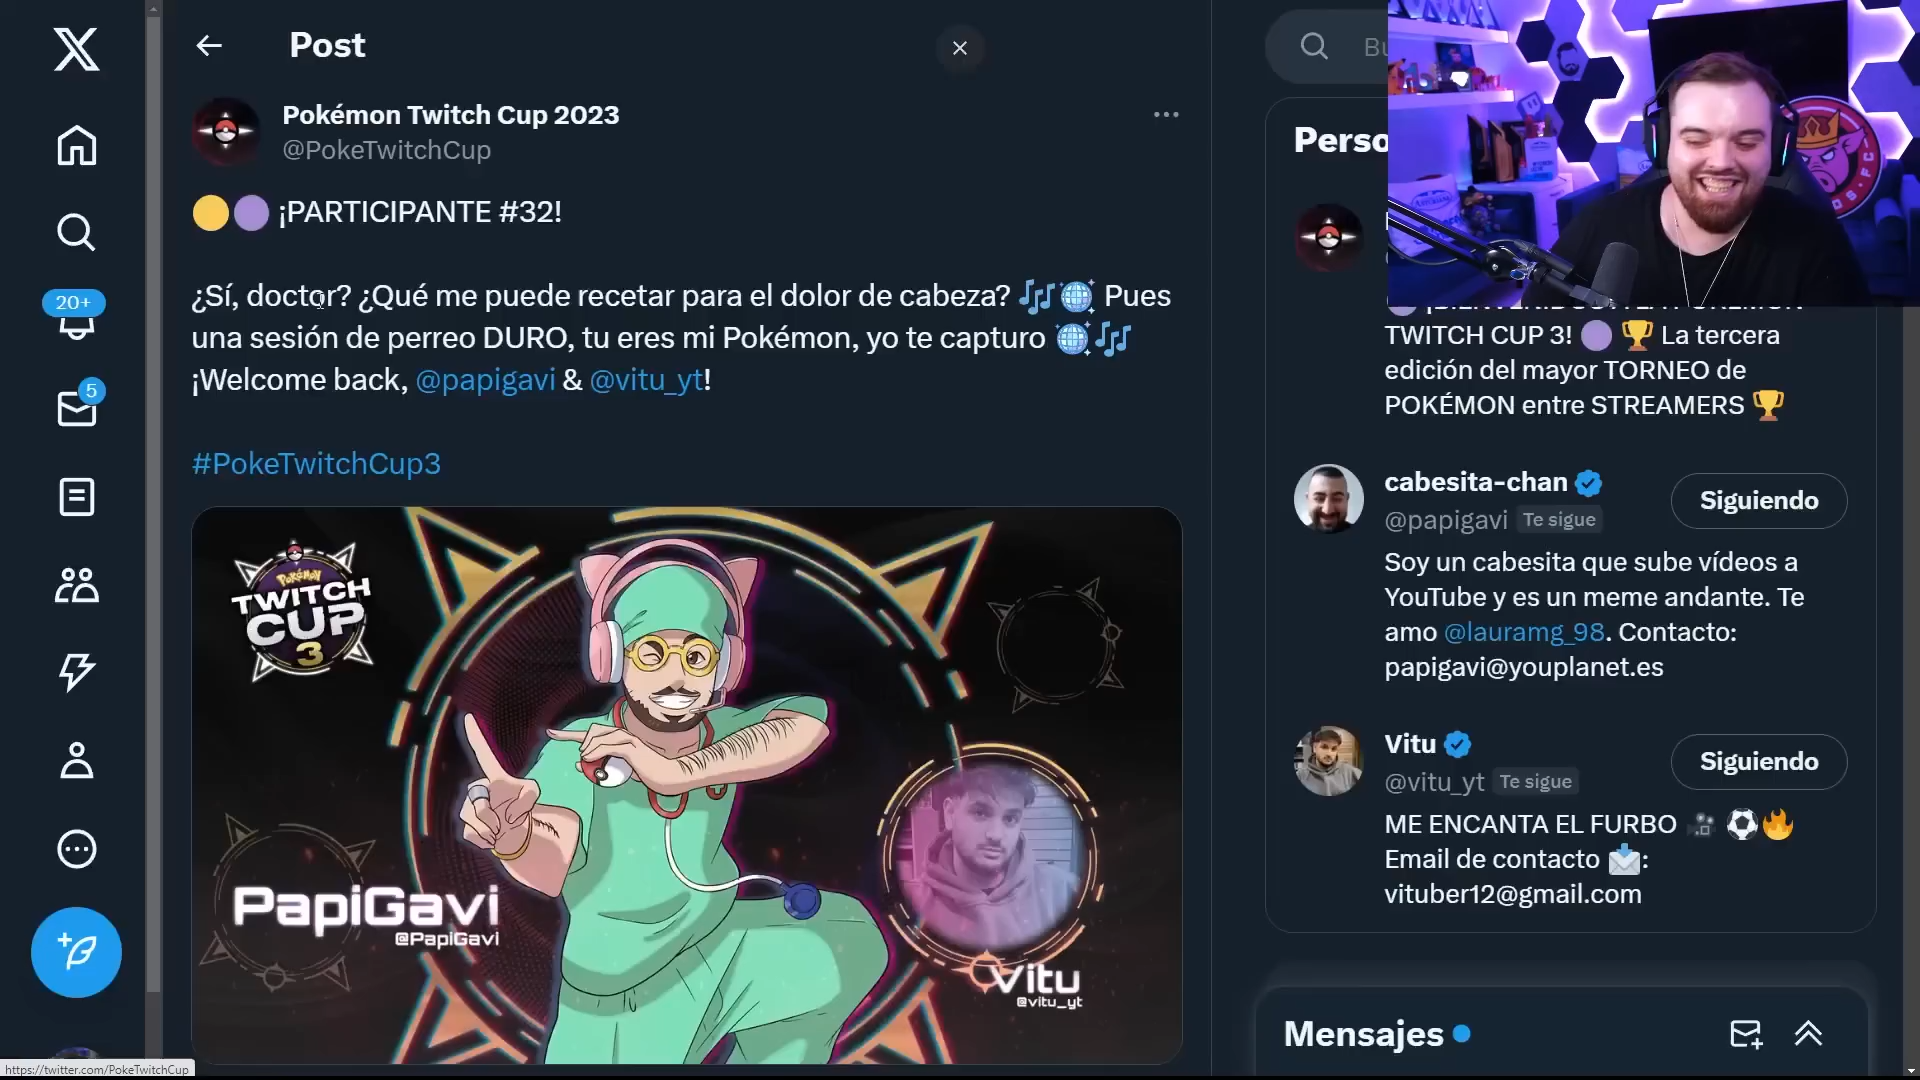 Post
Pokémon Twitch Cup 2023
@PokeTwitchCup
¡PARTICIPANTE #32!
¿Sí, doctor? ¿Qué me puede recetar para el dolor de cabeza? 🎶🪩 Pues
una sesión de perreo DURO, tu eres mi Pokémon, yo te capturo 🪩🎶
¡Welcome back, @papigavi & @vitu_yt!
#PokeTwitchCup3
Pokémon
TWITCH
CUP
3
PapiGavi
@PapiGavi
Vitu
@vitu_yt
20+
5
Bu
Perso
TWITCH CUP 3! 🟣 🏆 La tercera
edición del mayor TORNEO de
POKÉMON entre STREAMERS 🏆
cabesita-chan
@papigavi Te sigue
Siguiendo
Soy un cabesita que sube vídeos a
YouTube y es un meme andante. Te
amo @lauramg_98. Contacto:
papigavi@youplanet.es
Vitu
@vitu_yt Te sigue
Siguiendo
ME ENCANTA EL FURBO 🎥 ⚽🔥
Email de contacto 📩:
vituber12@gmail.com
Mensajes
https://twitter.com/PokeTwitchCup